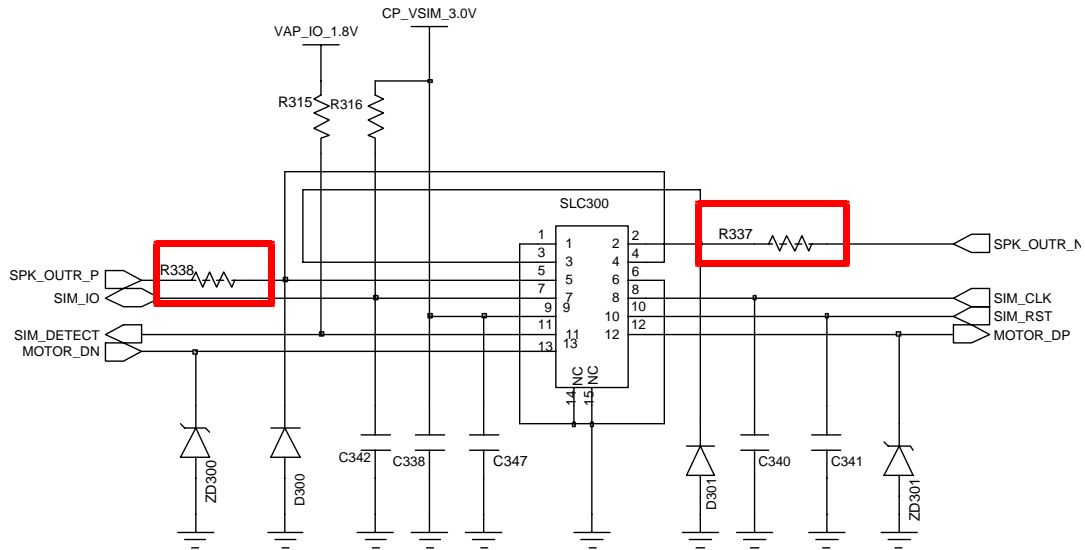 CP_VSIM_3.0V
VAP_IO_1.8V
R315
R316
SLC300
R337
SPK_OUTR_N
R338
SPK_OUTR_P
SIM_IO
SIM_DETECT
MOTOR_DN
1 1 2 2
3 3 4 4
5 5 6 6
7 7 8 8
9 9 10 10
11 11 12 12
13 13
NC NC
14 15
SIM_CLK
SIM_RST
MOTOR_DP
ZD300
D300
C342
C338
C347
D301
C340
C341
ZD301